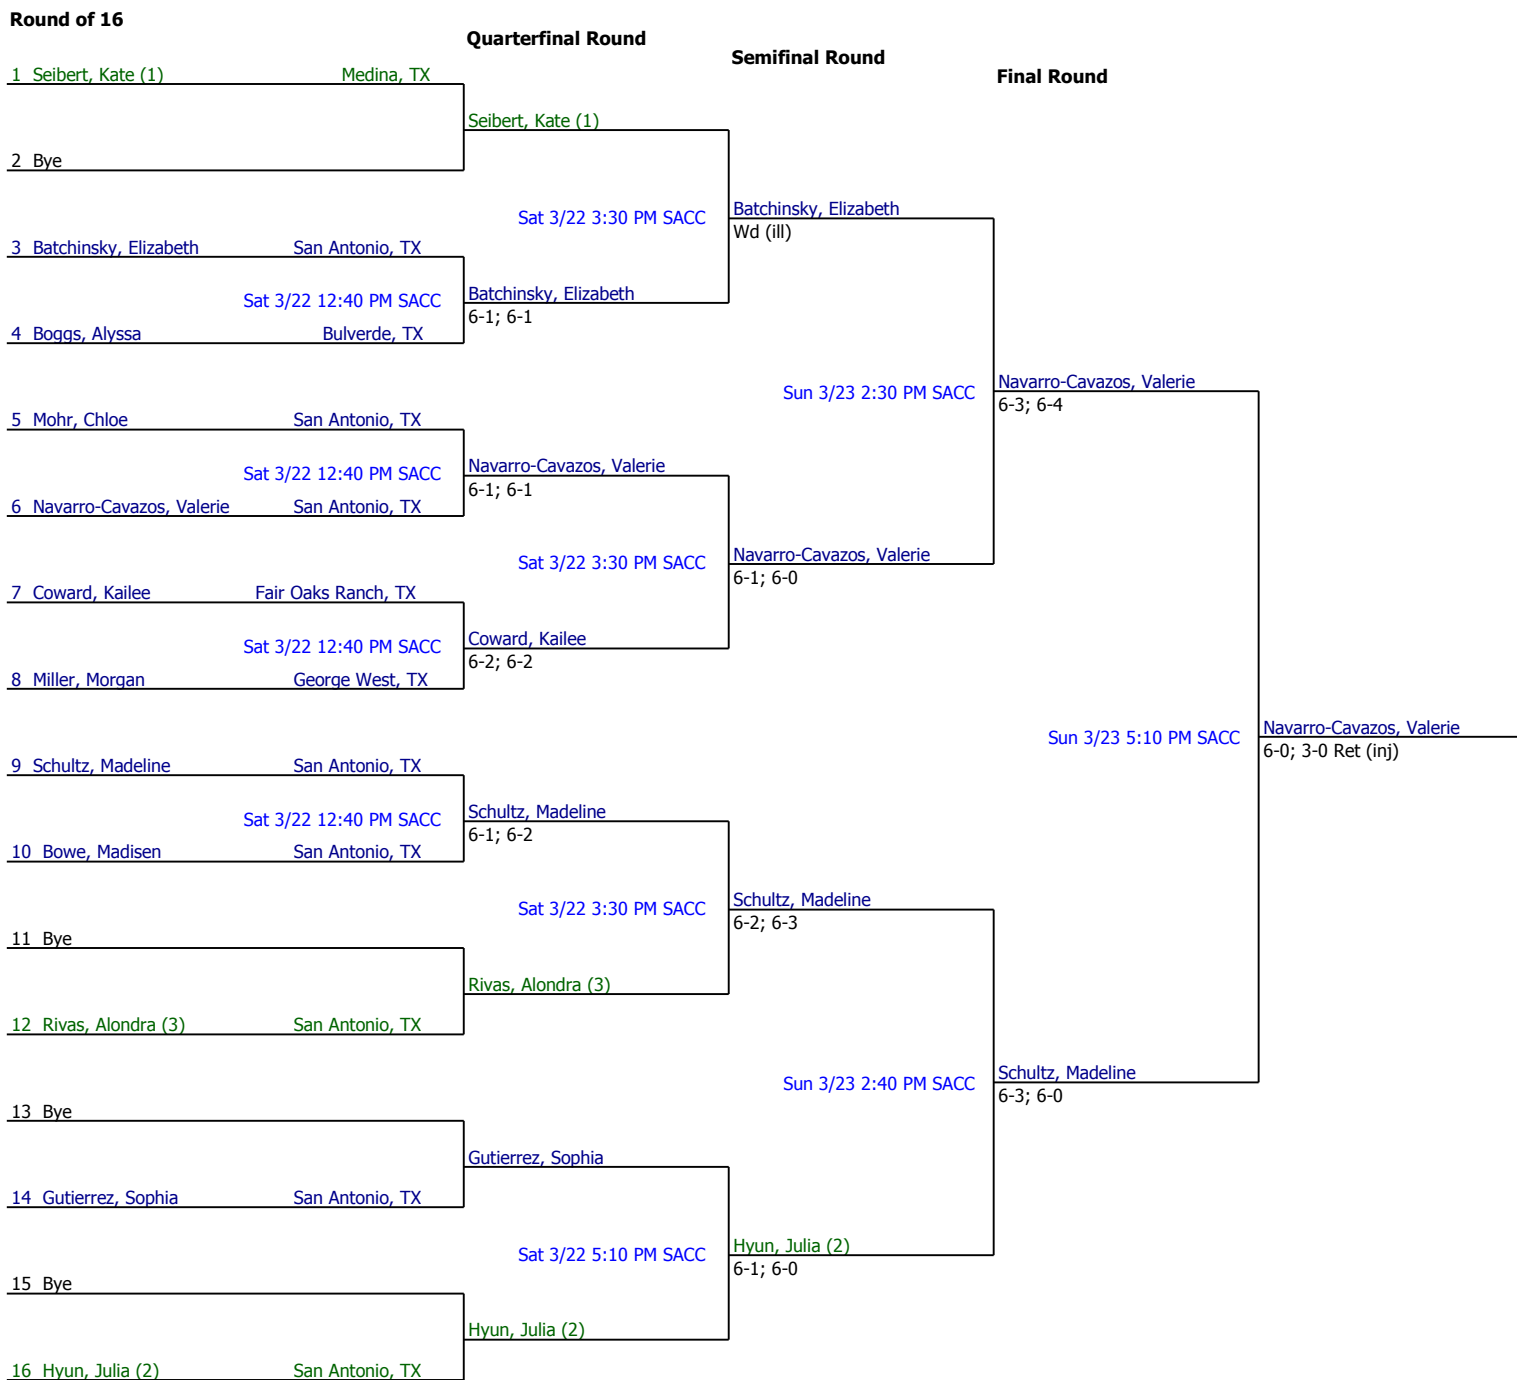 Round of 16
Quarterfinal Round
Semifinal Round
Final Round
1 Seibert, Kate (1) Medina, TX
Seibert, Kate (1)
2 Bye
Sat 3/22 3:30 PM SACC
Batchinsky, Elizabeth
Wd (ill)
3 Batchinsky, Elizabeth San Antonio, TX
Sat 3/22 12:40 PM SACC
Batchinsky, Elizabeth
6-1; 6-1
4 Boggs, Alyssa Bulverde, TX
Sun 3/23 2:30 PM SACC
Navarro-Cavazos, Valerie
6-3; 6-4
5 Mohr, Chloe San Antonio, TX
Sat 3/22 12:40 PM SACC
Navarro-Cavazos, Valerie
6-1; 6-1
6 Navarro-Cavazos, Valerie San Antonio, TX
Sat 3/22 3:30 PM SACC
Navarro-Cavazos, Valerie
6-1; 6-0
7 Coward, Kailee Fair Oaks Ranch, TX
Sat 3/22 12:40 PM SACC
Coward, Kailee
6-2; 6-2
8 Miller, Morgan George West, TX
Sun 3/23 5:10 PM SACC
Navarro-Cavazos, Valerie
6-0; 3-0 Ret (inj)
9 Schultz, Madeline San Antonio, TX
Sat 3/22 12:40 PM SACC
Schultz, Madeline
6-1; 6-2
10 Bowe, Madisen San Antonio, TX
Sat 3/22 3:30 PM SACC
Schultz, Madeline
6-2; 6-3
11 Bye
Rivas, Alondra (3)
12 Rivas, Alondra (3) San Antonio, TX
Sun 3/23 2:40 PM SACC
Schultz, Madeline
6-3; 6-0
13 Bye
Gutierrez, Sophia
14 Gutierrez, Sophia San Antonio, TX
Sat 3/22 5:10 PM SACC
Hyun, Julia (2)
6-1; 6-0
15 Bye
Hyun, Julia (2)
16 Hyun, Julia (2) San Antonio, TX